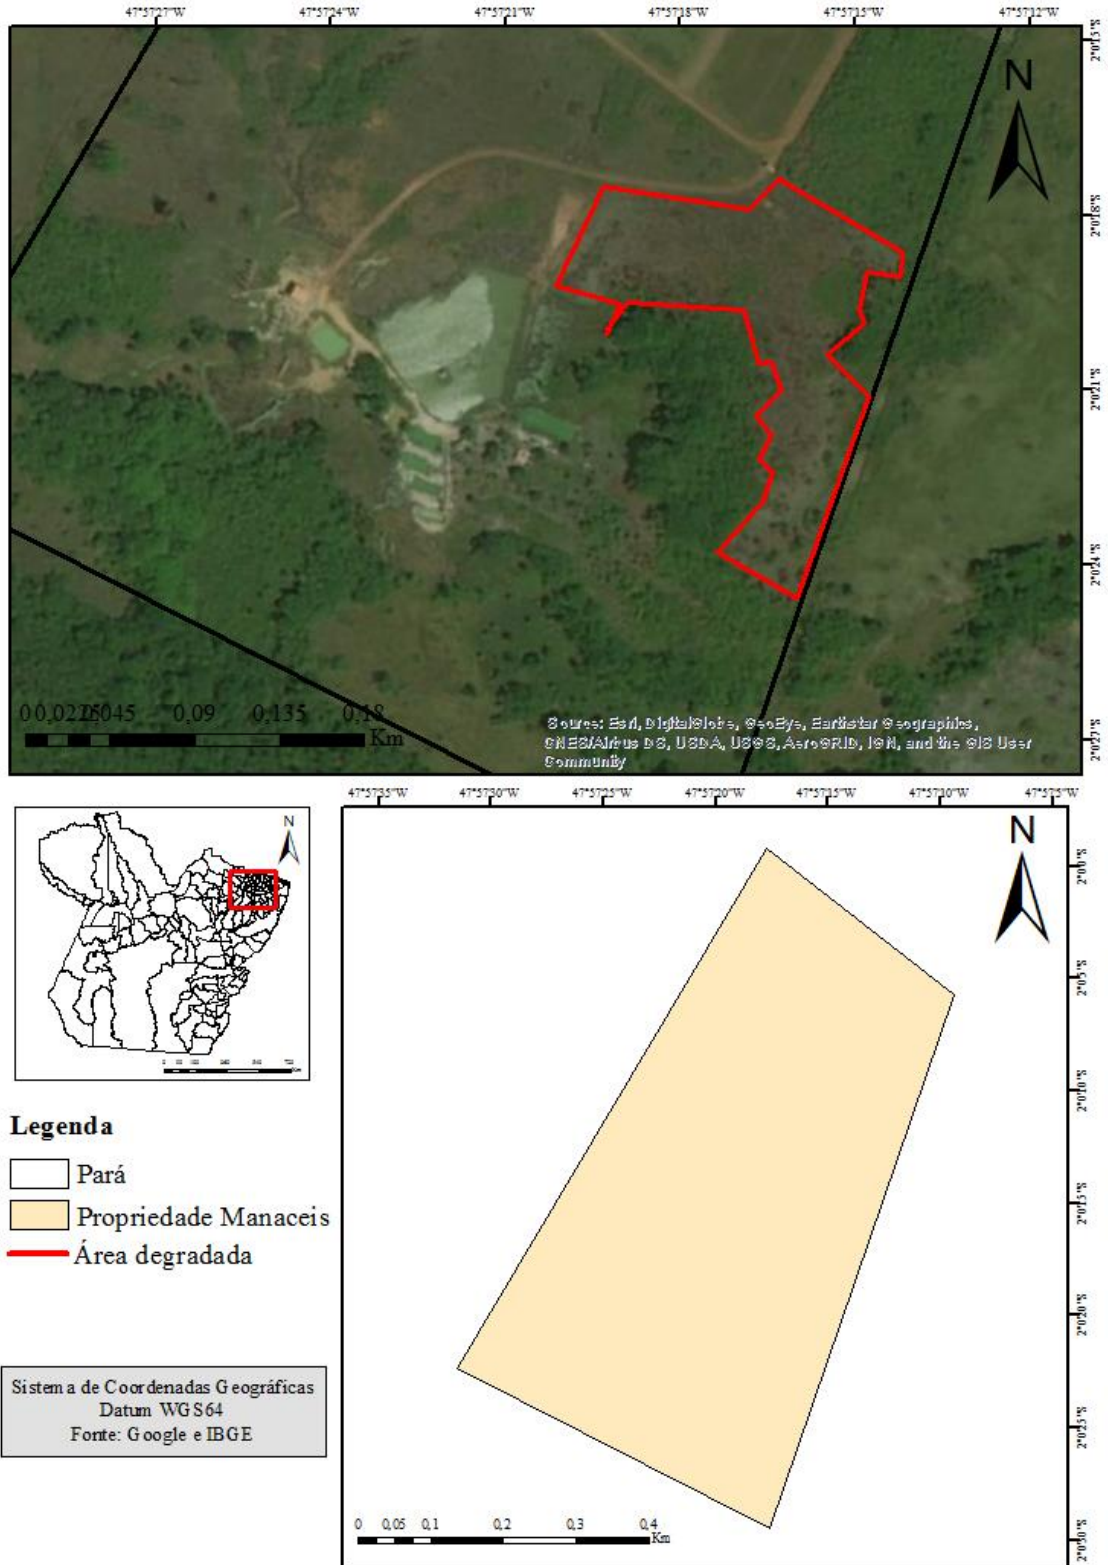 47°57'27"W 47°57'24"W 47°57'21"W 47°57'18"W 47°57'15"W 47°57'12"W
2°0'15"S
N
2°0'18"S
2°0'21"S
2°0'24"S
2°0'27"S
0 0,0225 0,045 0,09 0,135 0,18
Km
Source: Esri, DigitalGlobe, GeoEye, Earthstar Geographics,
CNES/Airbus DS, USDA, USGS, AeroGRID, IGN, and the GIS User
Community
47°57'35"W 47°57'30"W 47°57'25"W 47°57'20"W 47°57'15"W 47°57'10"W 47°57'5"W
N
N
2°0'0"S
2°0'5"S
2°0'10"S
2°0'15"S
2°0'20"S
2°0'25"S
2°0'30"S
Legenda
Pará
Propriedade Manaceis
Área degradada
Sistema de Coordenadas Geográficas
Datum WGS64
Fonte: Google e IBGE
0 0,05 0,1 0,2 0,3 0,4
Km